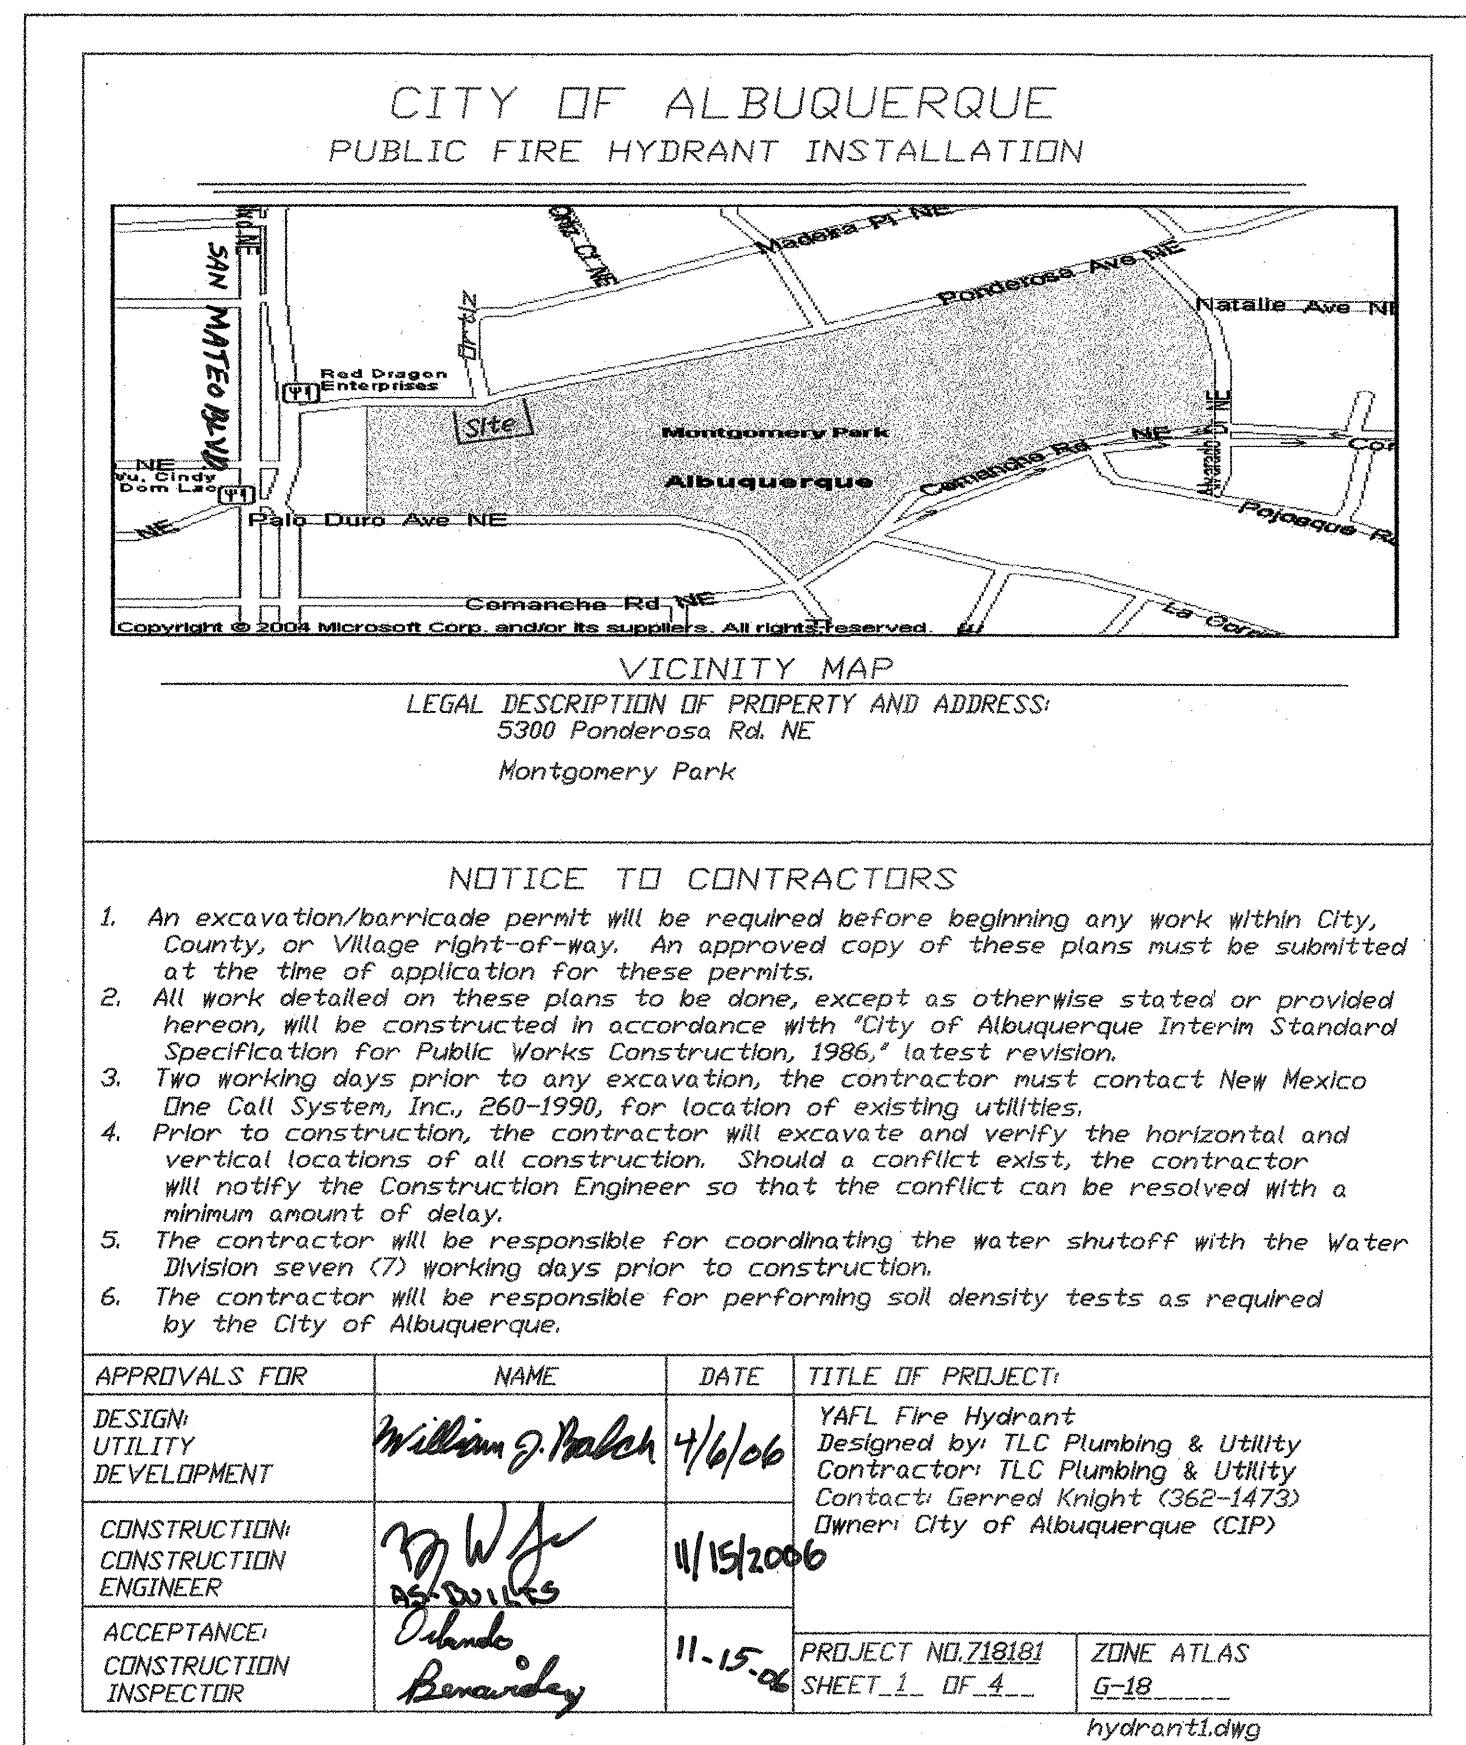 CITY OF ALBUQUERQUE
PUBLIC FIRE HYDRANT INSTALLATION
SAN MATEO BLVD.
Madeira Pl NE
Ponderosa Ave NE
Natalie Ave NE
Ortiz Ct NE
Ortiz
Red Dragon
Enterprises
Site
Montgomery Park
Albuquerque
Comanche Rd NE
Alvarado Dr NE
Com
NE
Cindy
Dom Lao
NE
Palo Duro Ave NE
Pojoaque R
Comanche Rd NE
La Corri
Copyright © 2004 Microsoft Corp. and/or its suppliers. All rights reserved.
VICINITY MAP
LEGAL DESCRIPTION OF PROPERTY AND ADDRESS:
5300 Ponderosa Rd. NE
Montgomery Park
NOTICE TO CONTRACTORS
1. An excavation/barricade permit will be required before beginning any work within City,
County, or Village right-of-way. An approved copy of these plans must be submitted
at the time of application for these permits.
2. All work detailed on these plans to be done, except as otherwise stated or provided
hereon, will be constructed in accordance with "City of Albuquerque Interim Standard
Specification for Public Works Construction, 1986," latest revision.
3. Two working days prior to any excavation, the contractor must contact New Mexico
One Call System, Inc., 260-1990, for location of existing utilities.
4. Prior to construction, the contractor will excavate and verify the horizontal and
vertical locations of all construction. Should a conflict exist, the contractor
will notify the Construction Engineer so that the conflict can be resolved with a
minimum amount of delay.
5. The contractor will be responsible for coordinating the water shutoff with the Water
Division seven (7) working days prior to construction.
6. The contractor will be responsible for performing soil density tests as required
by the City of Albuquerque.
APPROVALS FOR NAME DATE TITLE OF PROJECT:
DESIGN:
UTILITY
DEVELOPMENT
William J. Balch 4/6/06
YAFL Fire Hydrant
Designed by: TLC Plumbing & Utility
Contractor: TLC Plumbing & Utility
Contact: Gerred Knight (362-1473)
Owner: City of Albuquerque (CIP)
CONSTRUCTION:
CONSTRUCTION
ENGINEER
AS-BUILTS
11/15/2006
ACCEPTANCE:
CONSTRUCTION
INSPECTOR
Orlando
Benavidez
11-15-06
PROJECT NO. 718181
SHEET 1 OF 4
ZONE ATLAS
G-18
hydrant1.dwg